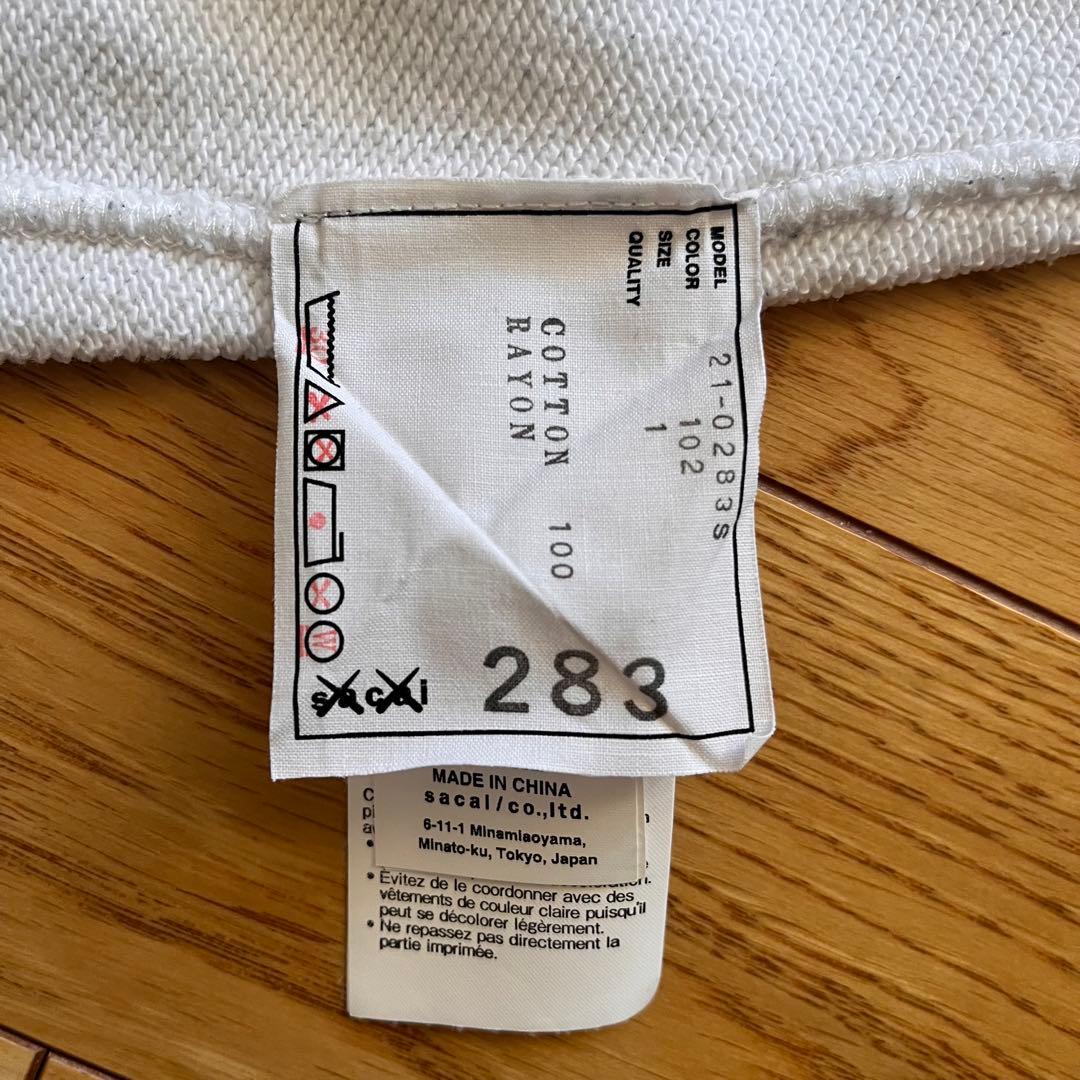 MODEL 21-0283S
COLOR 102
SIZE 1
QUALITY
COTTON 100
RAYON
30
W
sacai
283
MADE IN CHINA
sacai/co.,ltd.
6-11-1 Minamiaoyama,
Minato-ku, Tokyo, Japan
• Évitez de le coordonner avec des
vêtements de couleur claire puisqu'il
peut se décolorer légèrement.
• Ne repassez pas directement la
partie imprimée.